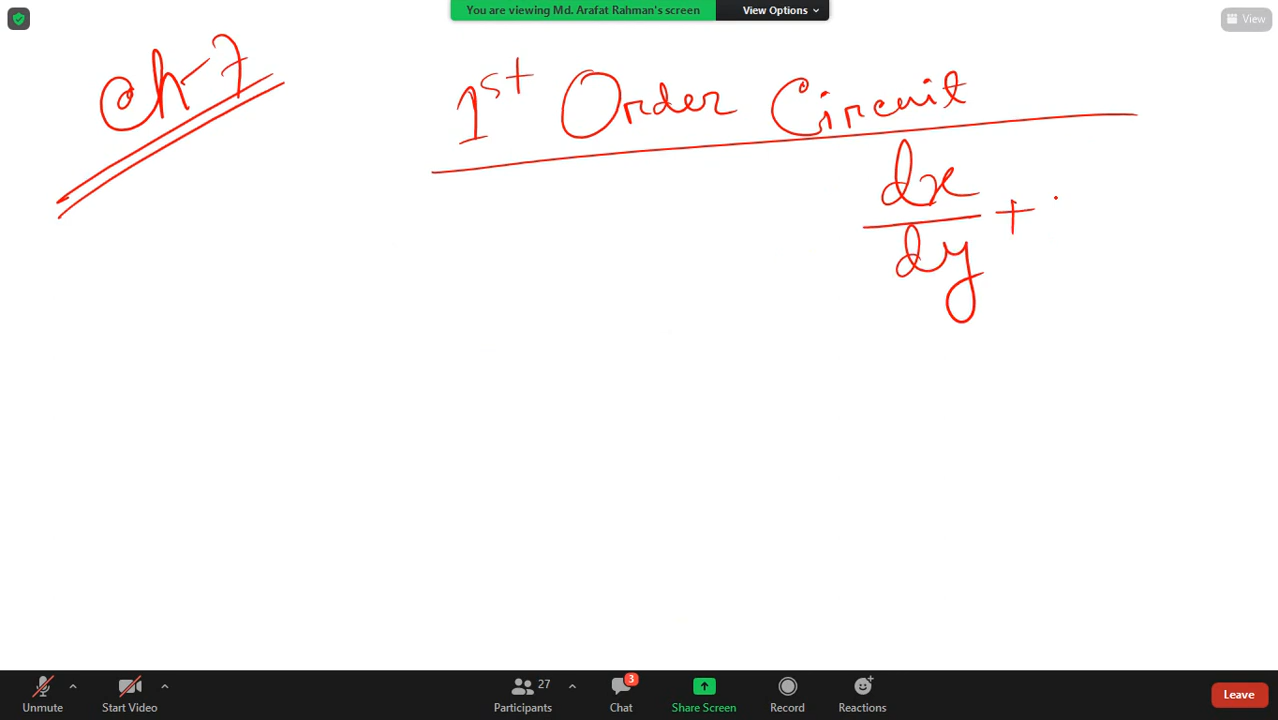 You are viewing Md. Arafat Rahman's screen
View Options
View
Ch-7
1st Order Circuit
dx
dy
+
Unmute
Start Video
27
Participants
3
Chat
Share Screen
Record
Reactions
Leave